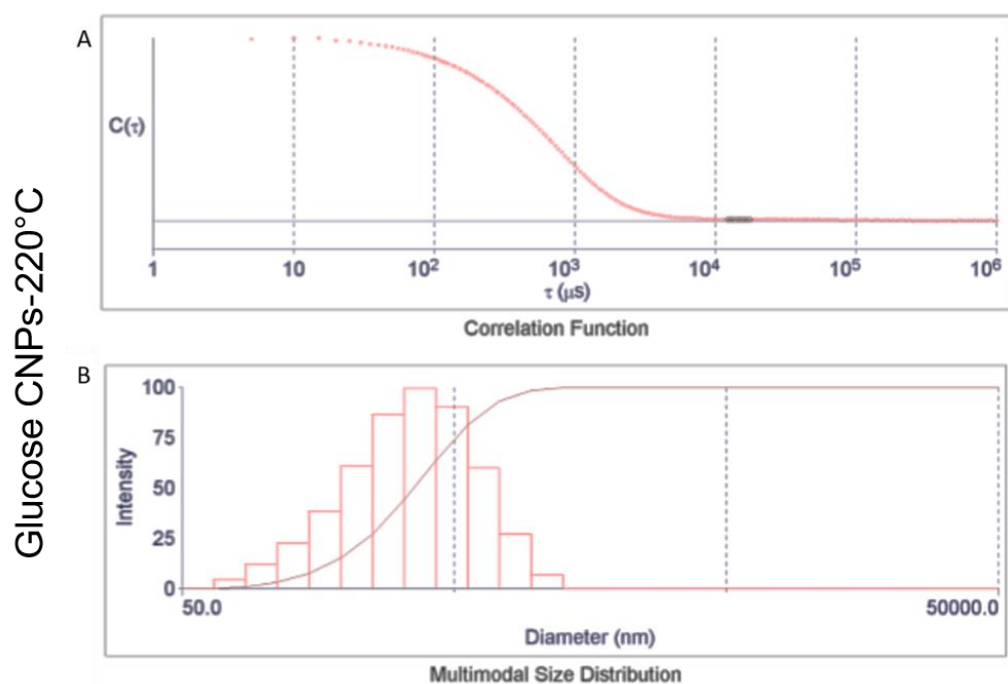 Glucose CNPs-220°C
A
C(τ)
1 10 10² 10³ 10⁴ 10⁵ 10⁶
τ (μs)
Correlation Function
B
100
75
50
25
0
Intensity
50.0 50000.0
Diameter (nm)
Multimodal Size Distribution